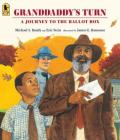 GRANDDADDY'S TURN
A JOURNEY TO THE BALLOT BOX
Michael S. Bandy and Eric Stein
illustrated by James E. Ransome